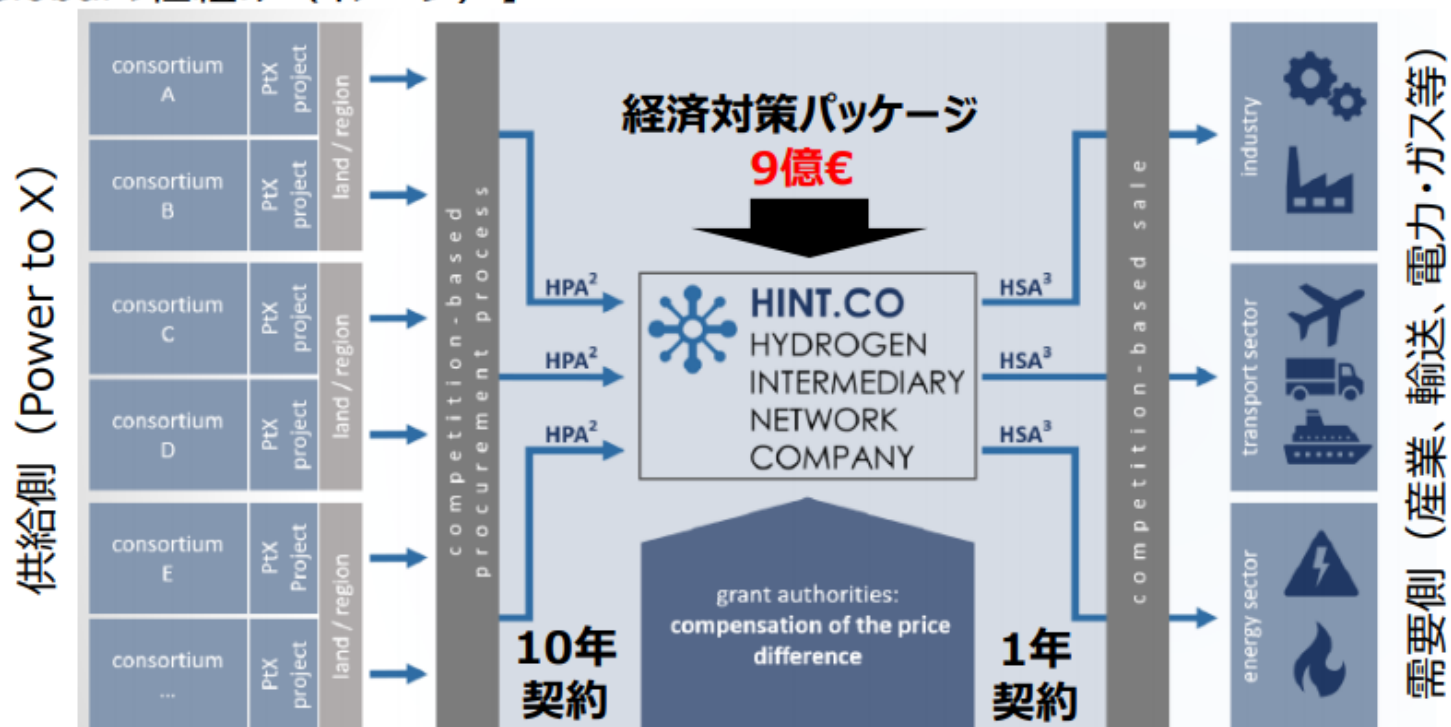 供給側 (Power to X)
consortium
A
PtX
project
consortium
B
PtX
project
land / region
consortium
C
PtX
project
consortium
D
PtX
project
land / region
consortium
E
PtX
Project
consortium
...
PtX
project
land / region
competition-based
procurement process
経済対策パッケージ
9億€
HPA²
HPA²
HPA²
HINT.CO
HYDROGEN
INTERMEDIARY
NETWORK
COMPANY
HSA³
HSA³
HSA³
grant authorities:
compensation of the price
difference
10年
契約
1年
契約
competition-based sale
industry
transport sector
energy sector
需要側 (産業、輸送、電力・ガス等)